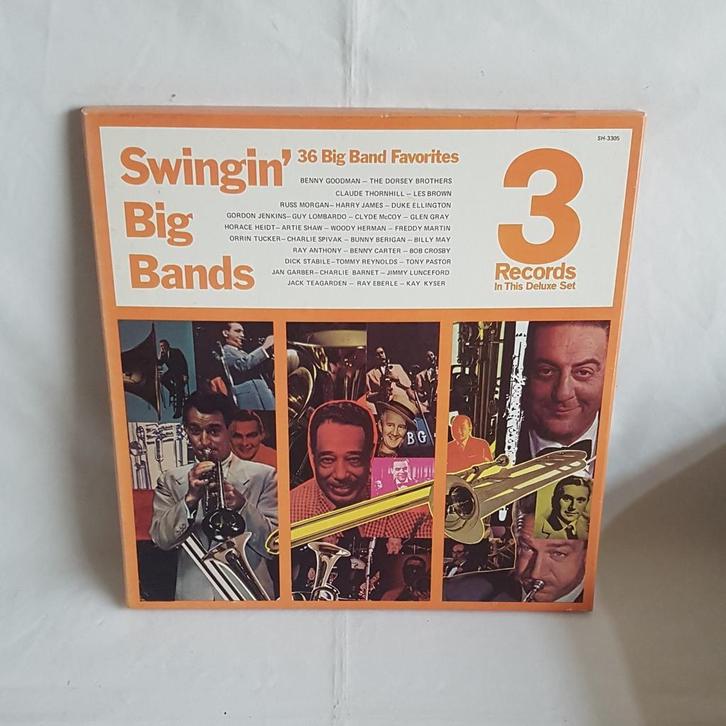 SH-3305
Swingin'
Big
Bands
36 Big Band Favorites
BENNY GOODMAN — THE DORSEY BROTHERS
CLAUDE THORNHILL — LES BROWN
RUSS MORGAN— HARRY JAMES — DUKE ELLINGTON
GORDON JENKINS— GUY LOMBARDO — CLYDE McCOY — GLEN GRAY
HORACE HEIDT— ARTIE SHAW — WOODY HERMAN — FREDDY MARTIN
ORRIN TUCKER— CHARLIE SPIVAK — BUNNY BERIGAN — BILLY MAY
RAY ANTHONY — BENNY CARTER — BOB CROSBY
DICK STABILE—TOMMY REYNOLDS — TONY PASTOR
JAN GARBER— CHARLIE BARNET — JIMMY LUNCEFORD
JACK TEAGARDEN — RAY EBERLE — KAY KYSER
3
Records
In This Deluxe Set
BG